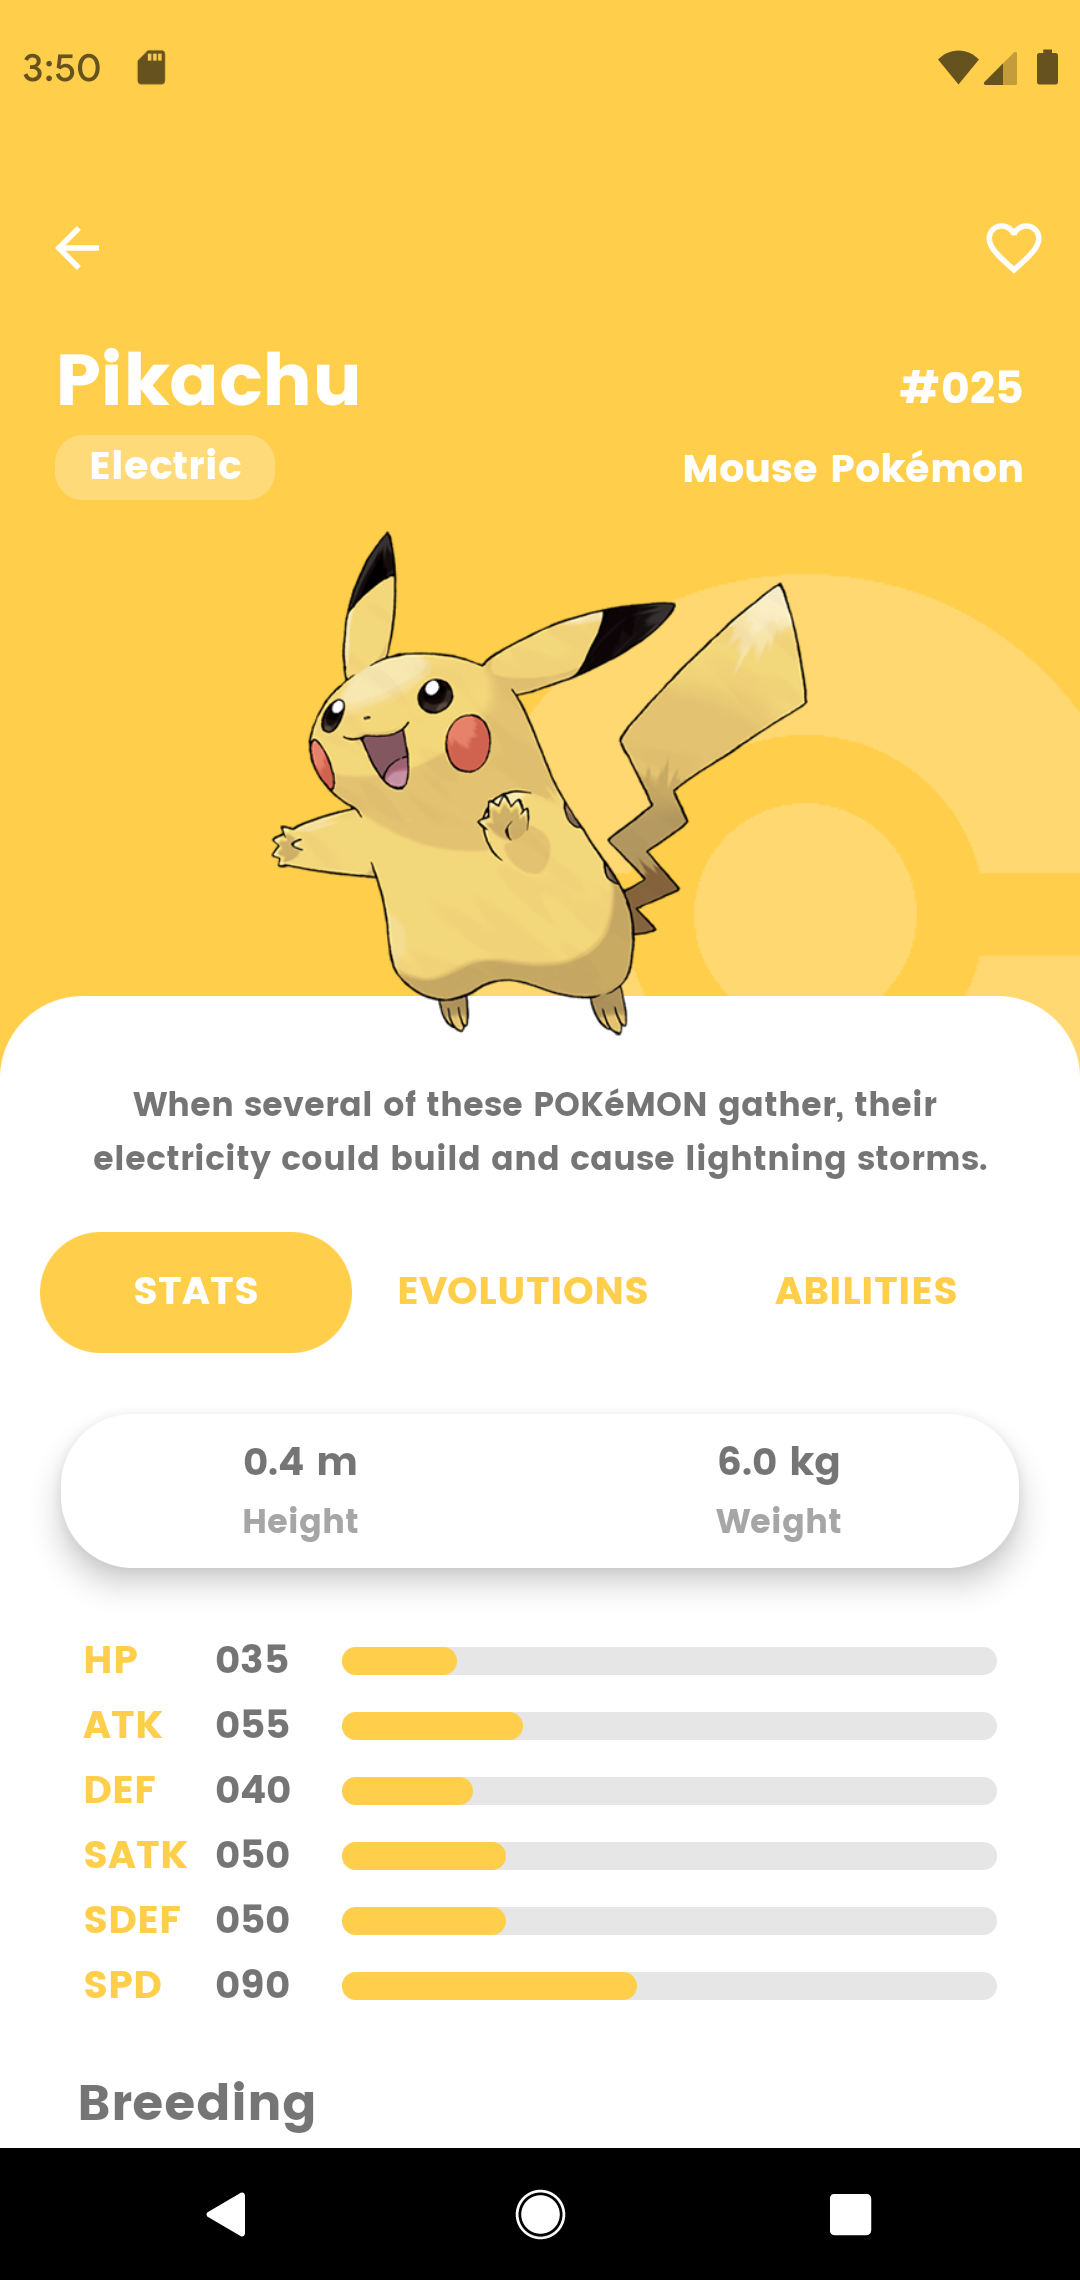 3:50
Pikachu
#025
Electric
Mouse Pokémon
When several of these POKéMON gather, their
electricity could build and cause lightning storms.
STATS EVOLUTIONS ABILITIES
0.4 m 6.0 kg
Height Weight
HP 035
ATK 055
DEF 040
SATK 050
SDEF 050
SPD 090
Breeding